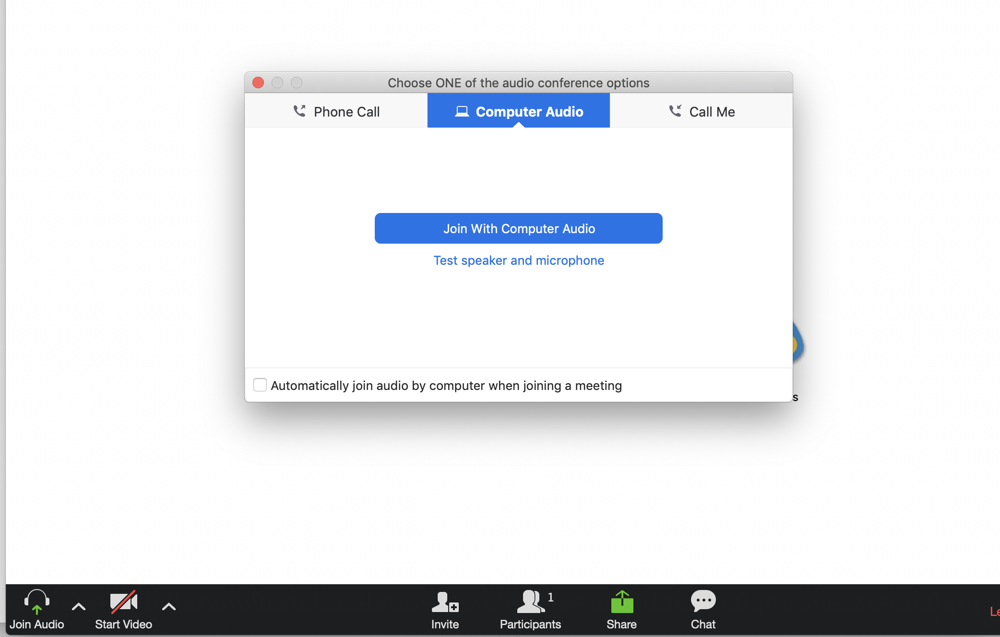 Choose ONE of the audio conference options
Phone Call
Computer Audio
Call Me
Join With Computer Audio
Test speaker and microphone
Automatically join audio by computer when joining a meeting
s
Join Audio
Start Video
Invite
Participants
1
Share
Chat
Le